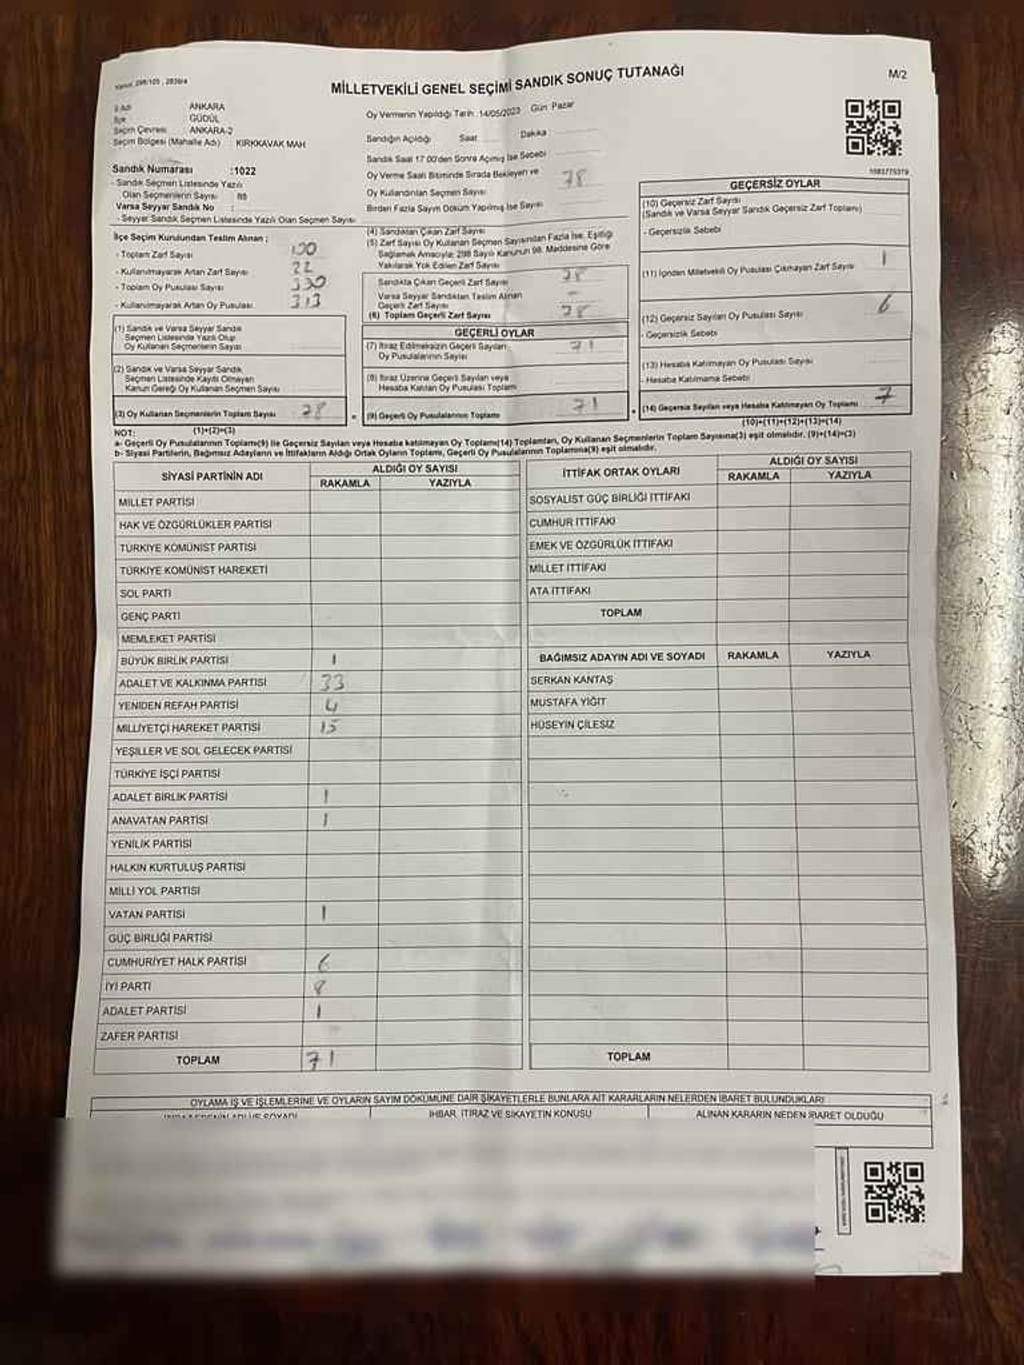 Kanun: 298/105 , 2839/4
MİLLETVEKİLİ GENEL SEÇİMİ SANDIK SONUÇ TUTANAĞI
M/2
İl Adı ANKARA
İlçe GÜDÜL
Seçim Çevresi ANKARA-2
Seçim Bölgesi (Mahalle Adı) KIRKKAVAK MAH
Sandık Numarası :1022
- Sandık Seçmen Listesinde Yazılı
Olan Seçmenlerin Sayısı 88
Varsa Seyyar Sandık No :
- Seyyar Sandık Seçmen Listesinde Yazılı Olan Seçmen Sayısı
Oy Vermenin Yapıldığı Tarih :14/05/2023 Gün Pazar
Sandığın Açıldığı Saat Dakika
Sandık Saat 17.00'den Sonra Açılmış İse Sebebi
Oy Verme Saati Bitiminde Sırada Bekleyen ve
Oy Kullandırılan Seçmen Sayısı 78
Birden Fazla Sayım Döküm Yapılmış İse Sayısı
1083775319
İlçe Seçim Kurulundan Teslim Alınan ;
- Toplam Zarf Sayısı 100
- Kullanılmayarak Artan Zarf Sayısı 22
- Toplam Oy Pusulası Sayısı 330
- Kullanılmayarak Artan Oy Pusulası 313
(1) Sandık ve Varsa Seyyar Sandık
Seçmen Listesinde Yazılı Olup
Oy Kullanan Seçmenlerin Sayısı
(2) Sandık ve Varsa Seyyar Sandık
Seçmen Listesinde Kayıtlı Olmayan
Kanun Gereği Oy Kullanan Seçmen Sayısı
(3) Oy Kullanan Seçmenlerin Toplam Sayısı 78
(1)+(2)=(3)
(4) Sandıktan Çıkan Zarf Sayısı
(5) Zarf Sayısı Oy Kullanan Seçmen Sayısından Fazla İse, Eşitliği
Sağlamak Amacıyla; 298 Sayılı Kanunun 98. Maddesine Göre
Yakılarak Yok Edilen Zarf Sayısı
Sandıkta Çıkan Geçerli Zarf Sayısı 78
Varsa Seyyar Sandıktan Teslim Alınan
Geçerli Zarf Sayısı -
(6) Toplam Geçerli Zarf Sayısı 78
GEÇERLİ OYLAR
(7) İtiraz Edilmeksizin Geçerli Sayılan
Oy Pusulalarının Sayısı 71
(8) İtiraz Üzerine Geçerli Sayılan veya
Hesaba Katılan Oy Pusulası Toplamı
(9) Geçerli Oy Pusulalarının Toplamı 71
GEÇERSİZ OYLAR
(10) Geçersiz Zarf Sayısı
(Sandık ve Varsa Seyyar Sandık Geçersiz Zarf Toplamı)
- Geçersizlik Sebebi
(11) İçinden Milletvekili Oy Pusulası Çıkmayan Zarf Sayısı 1
(12) Geçersiz Sayılan Oy Pusulası Sayısı 6
- Geçersizlik Sebebi
(13) Hesaba Katılmayan Oy Pusulası Sayısı
- Hesaba Katılmama Sebebi
(14) Geçersiz Sayılan veya Hesaba Katılmayan Oy Toplamı 7
(10)+(11)+(12)+(13)=(14)
NOT:
a- Geçerli Oy Pusulalarının Toplamı(9) ile Geçersiz Sayılan veya Hesaba katılmayan Oy Toplamı(14) Toplamları, Oy Kullanan Seçmenlerin Toplam Sayısına(3) eşit olmalıdır. (9)+(14)=(3)
b- Siyasi Partilerin, Bağımsız Adayların ve İttifakların Aldığı Ortak Oyların Toplamı, Geçerli Oy Pusulalarının Toplamına(9) eşit olmalıdır.
SİYASİ PARTİNİN ADI ALDIĞI OY SAYISI
RAKAMLA YAZIYLA
MİLLET PARTİSİ
HAK VE ÖZGÜRLÜKLER PARTİSİ
TÜRKİYE KOMÜNİST PARTİSİ
TÜRKİYE KOMÜNİST HAREKETİ
SOL PARTİ
GENÇ PARTİ
MEMLEKET PARTİSİ
BÜYÜK BİRLİK PARTİSİ 1
ADALET VE KALKINMA PARTİSİ 33
YENİDEN REFAH PARTİSİ 4
MİLLİYETÇİ HAREKET PARTİSİ 15
YEŞİLLER VE SOL GELECEK PARTİSİ
TÜRKİYE İŞÇİ PARTİSİ
ADALET BİRLİK PARTİSİ 1
ANAVATAN PARTİSİ 1
YENİLİK PARTİSİ
HALKIN KURTULUŞ PARTİSİ
MİLLİ YOL PARTİSİ
VATAN PARTİSİ 1
GÜÇ BİRLİĞİ PARTİSİ
CUMHURİYET HALK PARTİSİ 6
İYİ PARTİ 8
ADALET PARTİSİ 1
ZAFER PARTİSİ
TOPLAM 71
İTTİFAK ORTAK OYLARI ALDIĞI OY SAYISI
RAKAMLA YAZIYLA
SOSYALİST GÜÇ BİRLİĞİ İTTİFAKI
CUMHUR İTTİFAKI
EMEK VE ÖZGÜRLÜK İTTİFAKI
MİLLET İTTİFAKI
ATA İTTİFAKI
TOPLAM
BAĞIMSIZ ADAYIN ADI VE SOYADI RAKAMLA YAZIYLA
SERKAN KANTAŞ
MUSTAFA YİĞİT
HÜSEYİN ÇİLESİZ
TOPLAM
OYLAMA İŞ VE İŞLEMLERİNE VE OYLARIN SAYIM DÖKÜMÜNE DAİR ŞİKAYETLERLE BUNLARA AİT KARARLARIN NELERDEN İBARET BULUNDUKLARI
İHBAR, İTİRAZ VE ŞİKAYETİN KONUSU ALINAN KARARIN NEDEN İBARET OLDUĞU